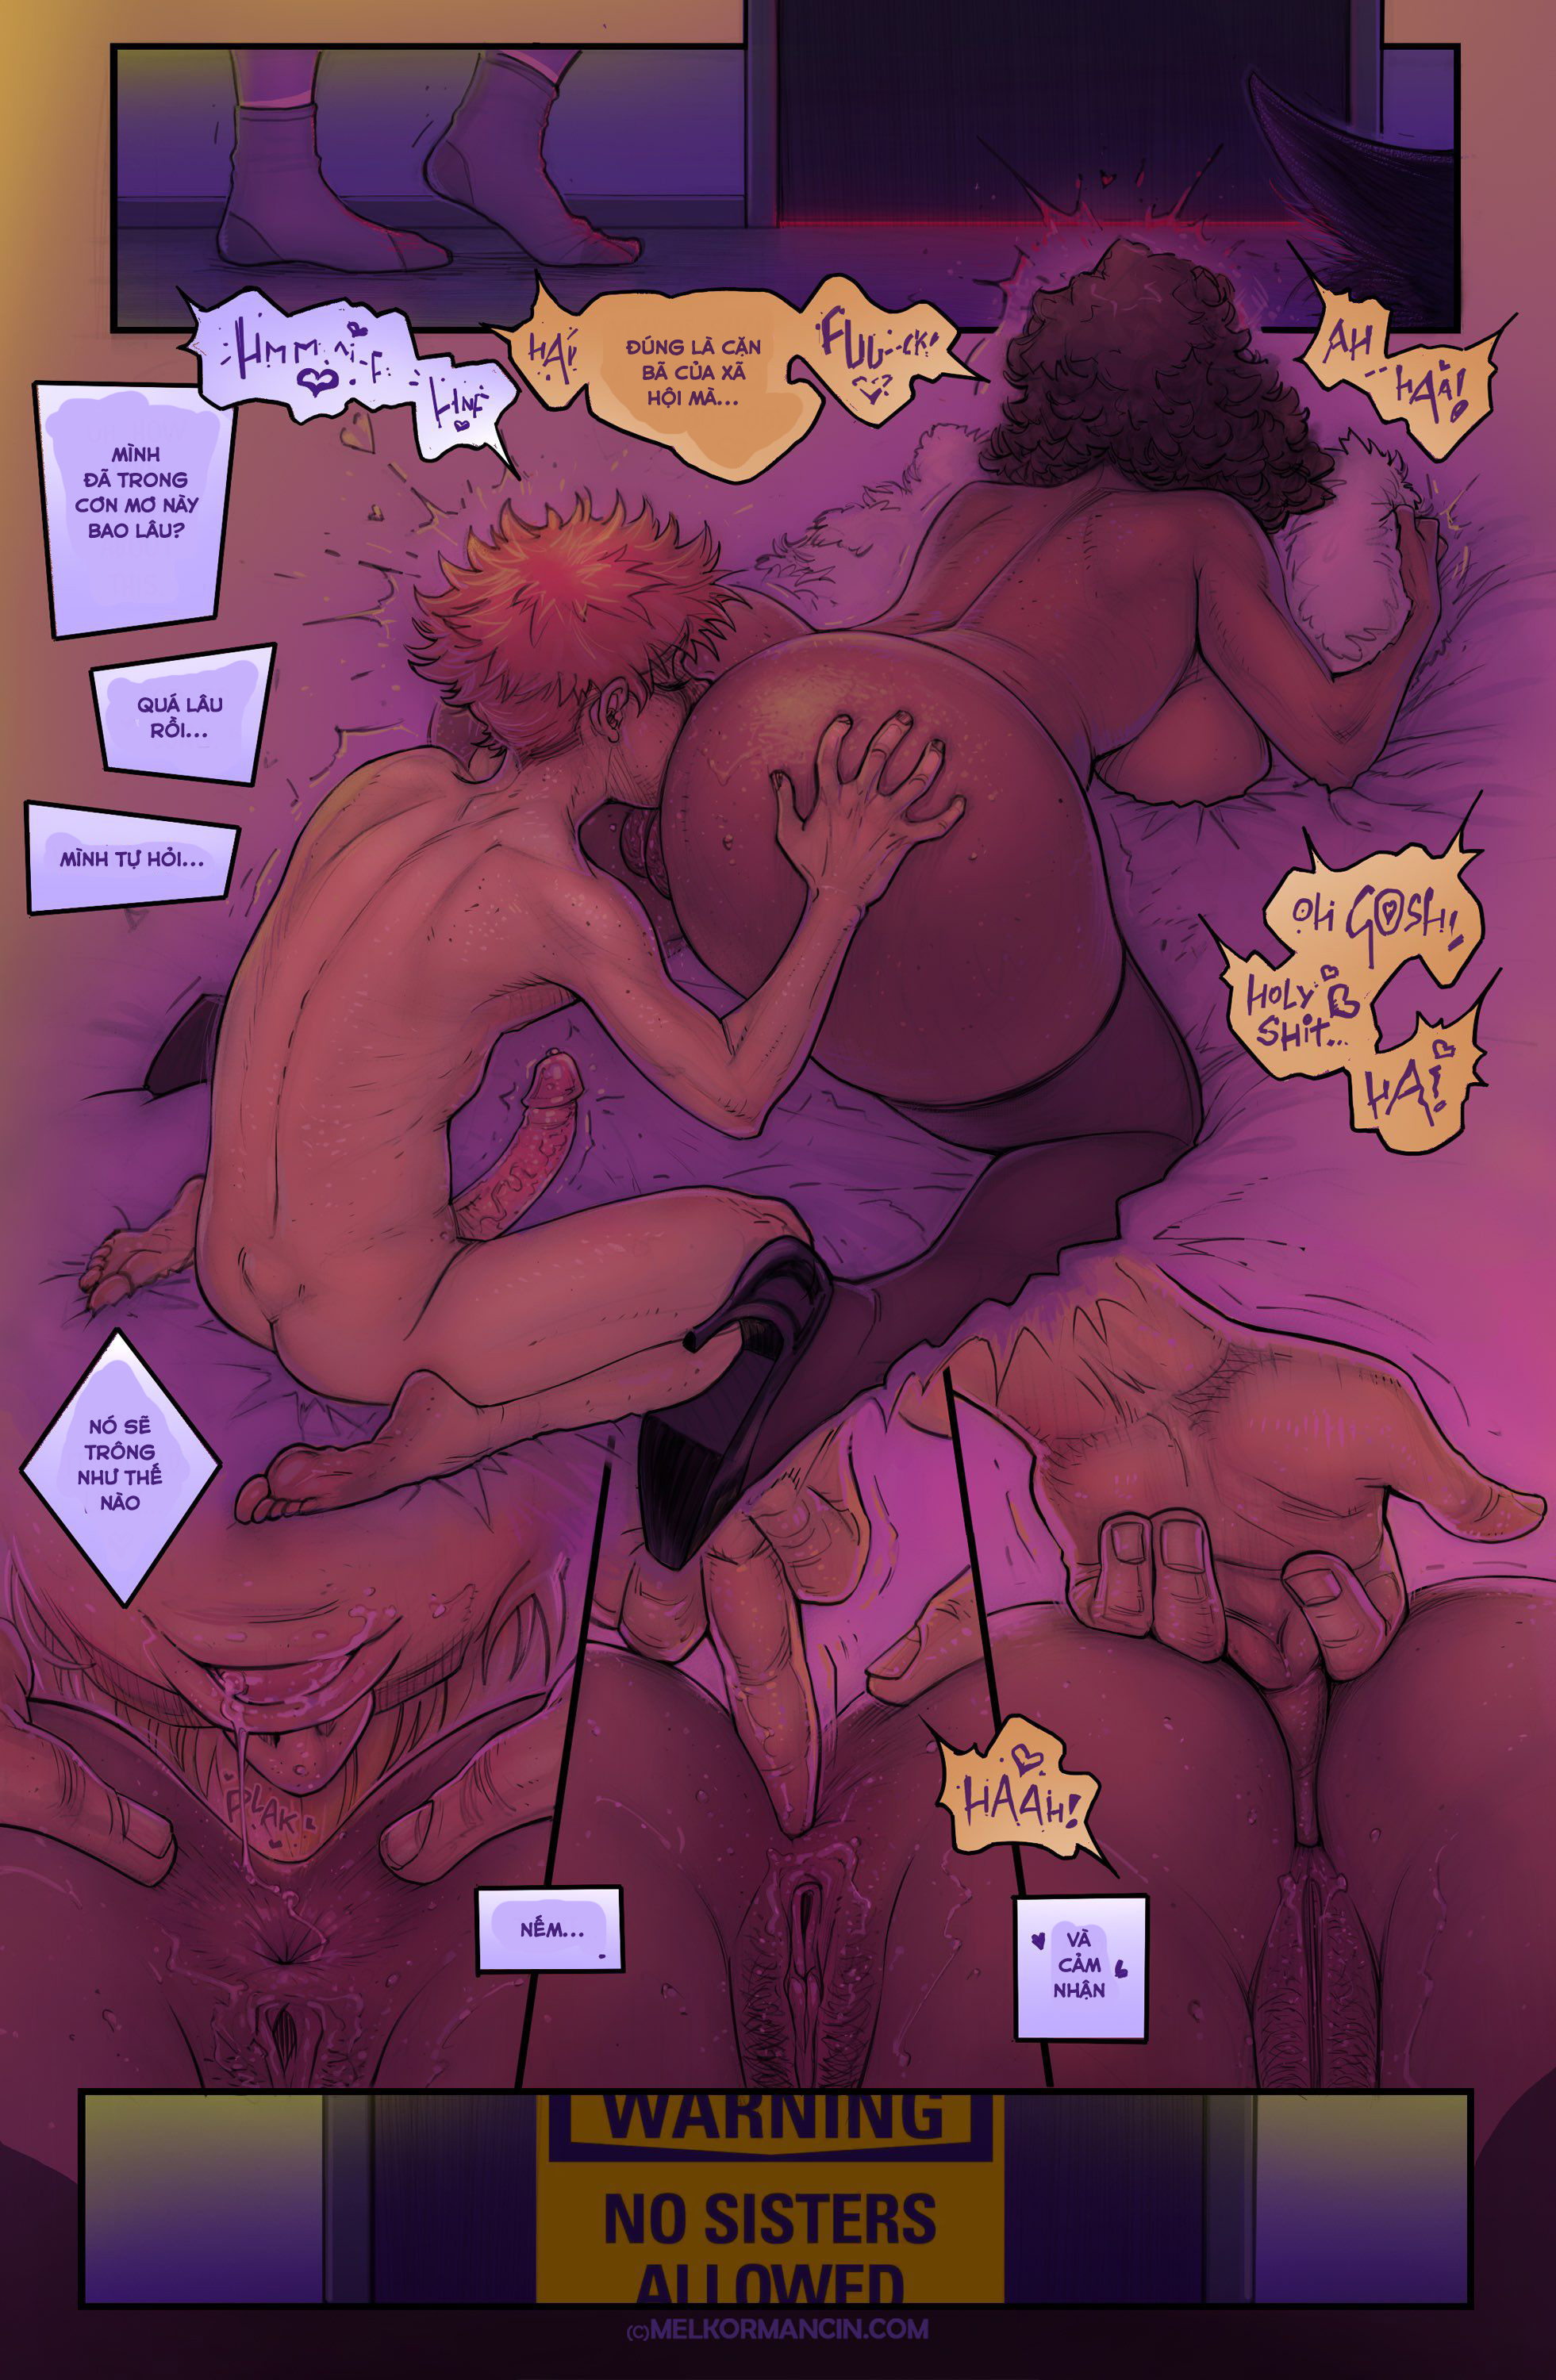 HMM
HNF
HA!
ĐÚNG LÀ CẶN
BÃ CỦA XÃ
HỘI MÀ...
FUU--CK!
AH
HAA!
MÌNH
ĐÃ TRONG
CƠN MƠ NÀY
BAO LÂU?
QUÁ LÂU
RỒI...
MÌNH TỰ HỎI...
OH GOSH!
HOLY
SHIT...
HA!
NÓ SẼ
TRÔNG
NHƯ THẾ
NÀO
HAAH!
NẾM...
VÀ
CẢM
NHẬN
WARNING
NO SISTERS
ALLOWED
(C)MELKORMANCIN.COM